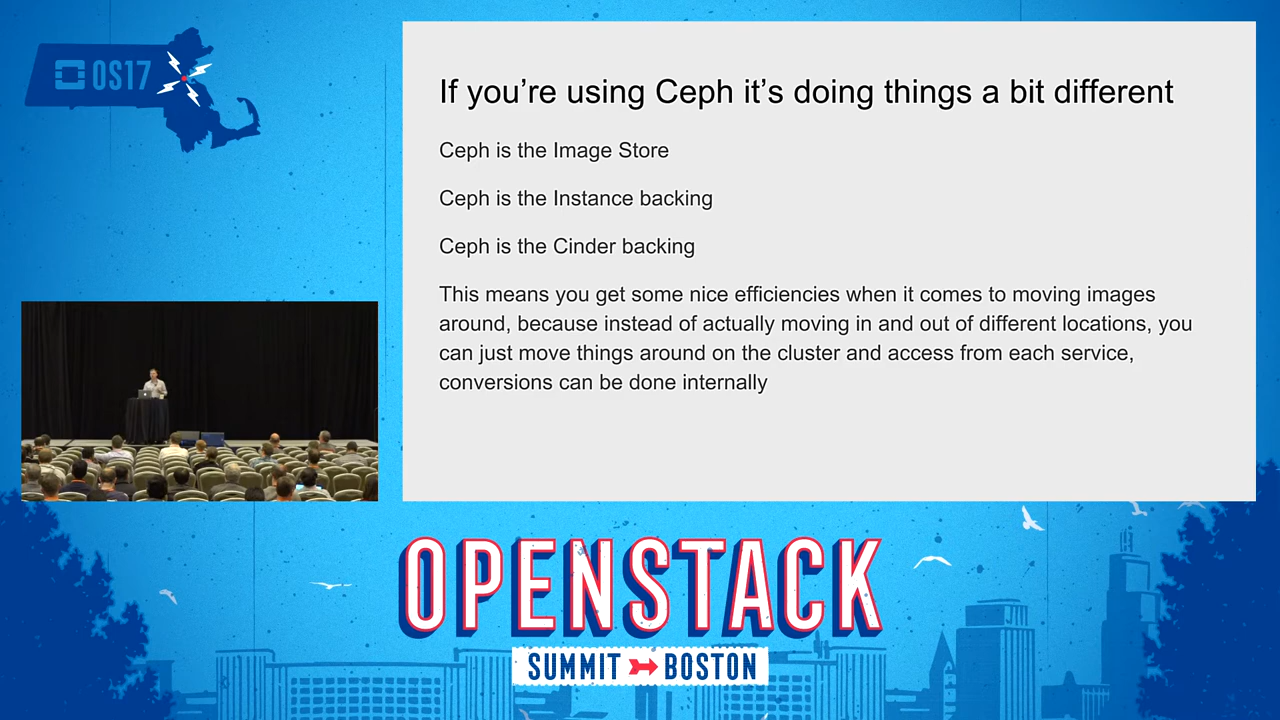 OS17
If you're using Ceph it's doing things a bit different
Ceph is the Image Store
Ceph is the Instance backing
Ceph is the Cinder backing
This means you get some nice efficiencies when it comes to moving images
around, because instead of actually moving in and out of different locations, you
can just move things around on the cluster and access from each service,
conversions can be done internally
OPENSTACK
SUMMIT BOSTON